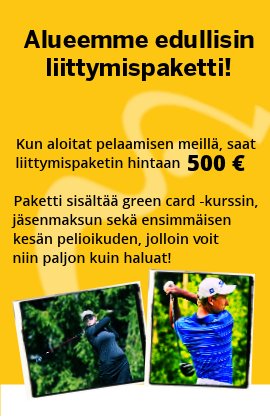 Alueemme edullisin
liittymispaketti!
Kun aloitat pelaamisen meillä, saat
liittymispaketin hintaan 500 €
Paketti sisältää green card -kurssin,
jäsenmaksun sekä ensimmäisen
kesän pelioikuden, jolloin voit
niin paljon kuin haluat!